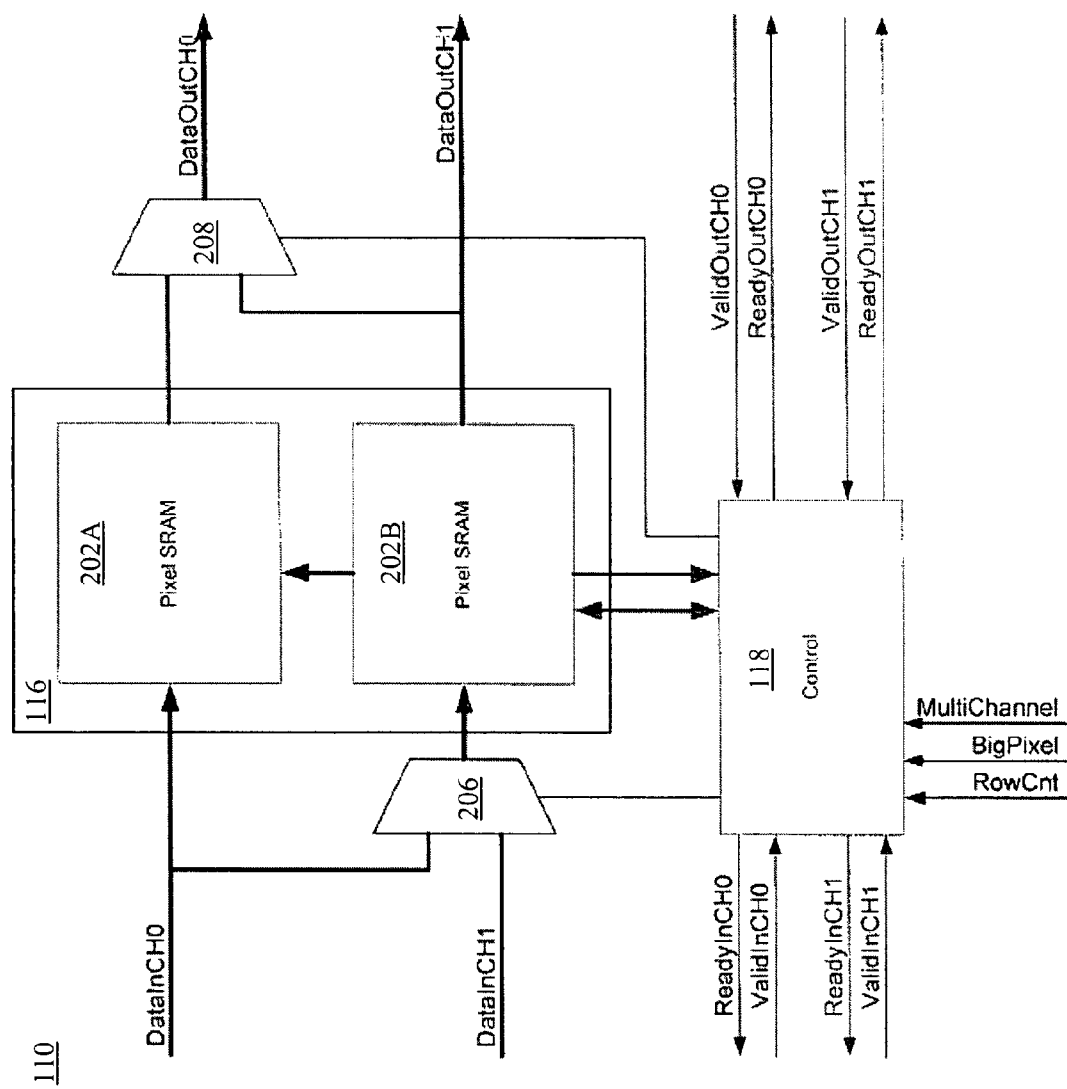 110
116
202A
Pixel SRAM
202B
Pixel SRAM
206
208
118
Control
DataInCH0
DataInCH1
DataOutCH0
DataOutCH1
ReadyInCH0
ValidInCH0
ReadyInCH1
ValidInCH1
ValidOutCH0
ReadyOutCH0
ValidOutCH1
ReadyOutCH1
MultiChannel
BigPixel
RowCnt